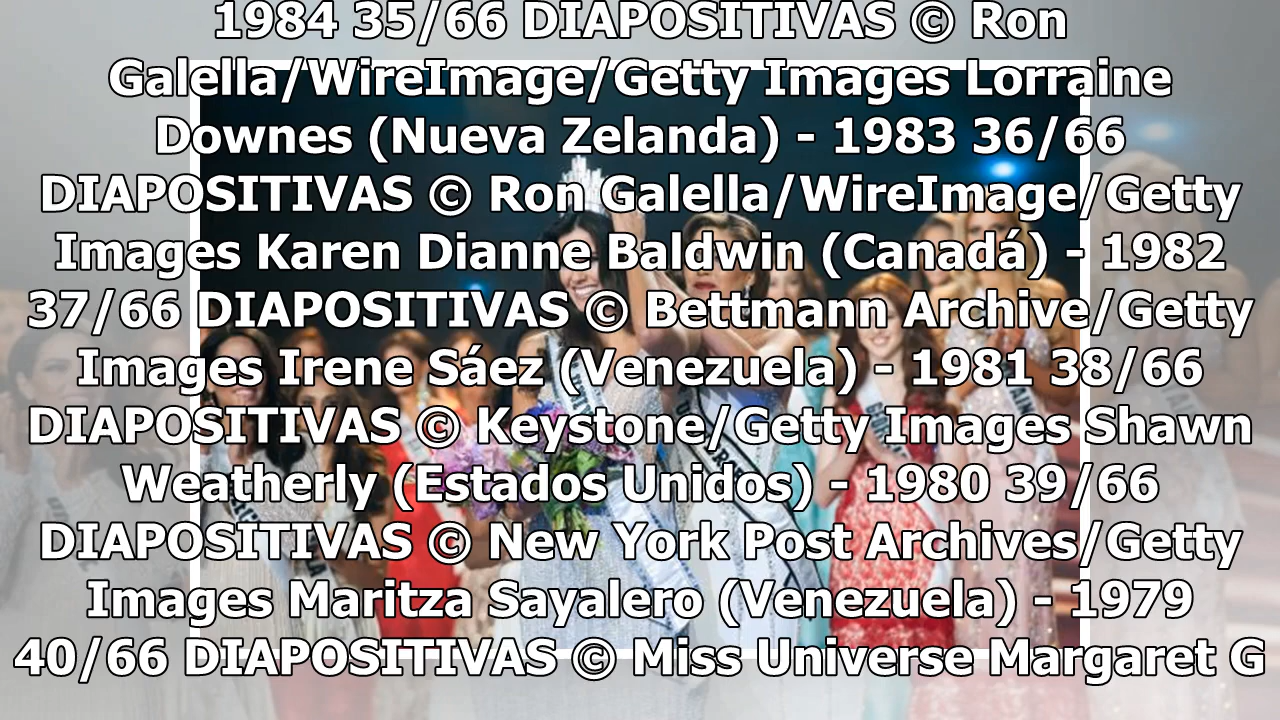 1984 35/66 DIAPOSITIVAS © Ron
Galella/WireImage/Getty Images Lorraine
Downes (Nueva Zelanda) - 1983 36/66
DIAPOSITIVAS © Ron Galella/WireImage/Getty
Images Karen Dianne Baldwin (Canadá) - 1982
37/66 DIAPOSITIVAS © Bettmann Archive/Getty
Images Irene Sáez (Venezuela) - 1981 38/66
DIAPOSITIVAS © Keystone/Getty Images Shawn
Weatherly (Estados Unidos) - 1980 39/66
DIAPOSITIVAS © New York Post Archives/Getty
Images Maritza Sayalero (Venezuela) - 1979
40/66 DIAPOSITIVAS © Miss Universe Margaret G